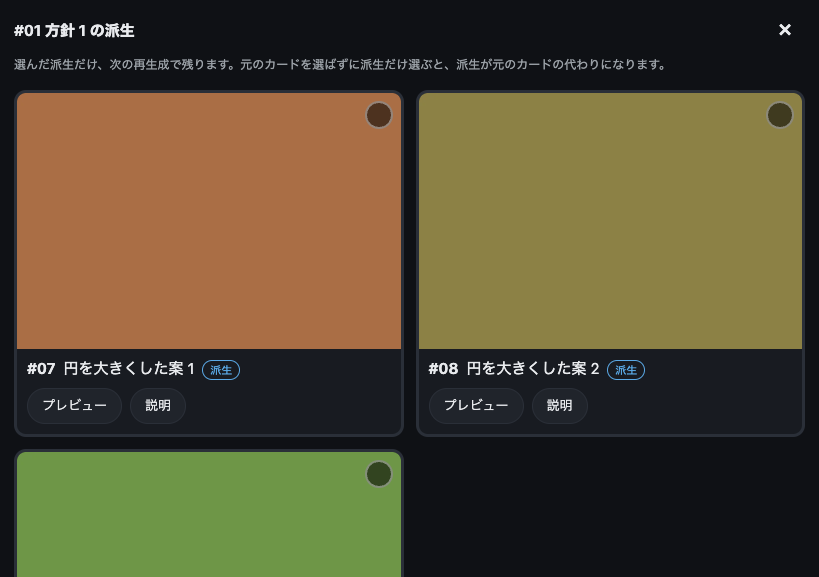 #01 方針 1 の派生
選んだ派生だけ、次の再生成で残ります。元のカードを選ばずに派生だけ選ぶと、派生が元のカードの代わりになります。
#07 円を大きくした案 1 派生
プレビュー 説明
#08 円を大きくした案 2 派生
プレビュー 説明